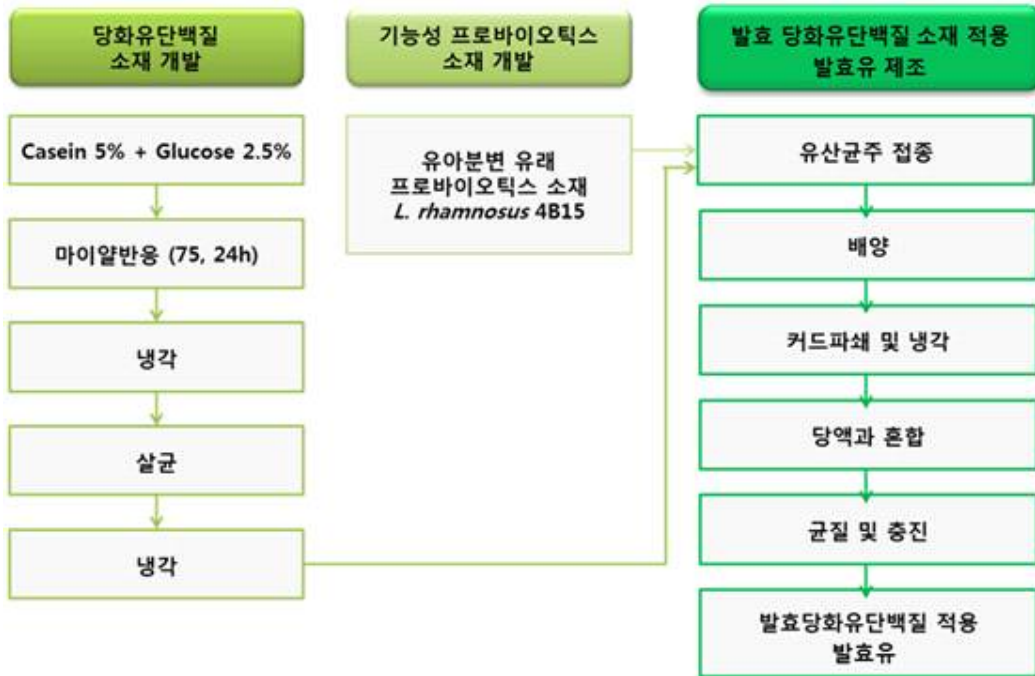 당화유단백질
소재 개발
Casein 5% + Glucose 2.5%
마이얄반응 (75, 24h)
냉각
살균
냉각
기능성 프로바이오틱스
소재 개발
유아분변 유래
프로바이오틱스 소재
L. rhamnosus 4B15
발효 당화유단백질 소재 적용
발효유 제조
유산균주 접종
배양
커드파쇄 및 냉각
당액과 혼합
균질 및 충진
발효당화유단백질 적용
발효유